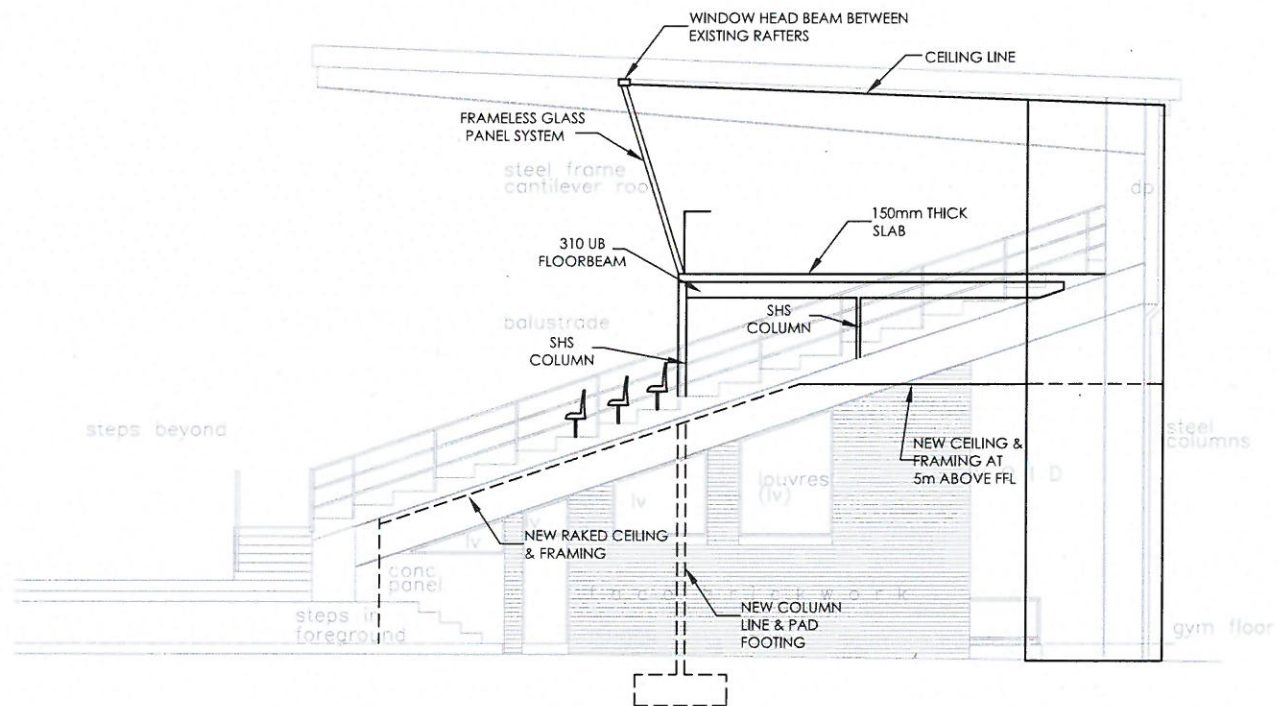 WINDOW HEAD BEAM BETWEEN
EXISTING RAFTERS
CEILING LINE
FRAMELESS GLASS
PANEL SYSTEM
steel frame
cantilever roo
dp
150mm THICK
SLAB
310 UB
FLOORBEAM
balustrade
SHS
COLUMN
SHS
COLUMN
steps beyond
steel
columns
NEW CEILING &
FRAMING AT
5m ABOVE FFL
louvres
(lv)
lv
lv
lv
NEW RAKED CEILING
& FRAMING
conc
panel
steps in
foreground
NEW COLUMN
LINE & PAD
FOOTING
gym floor